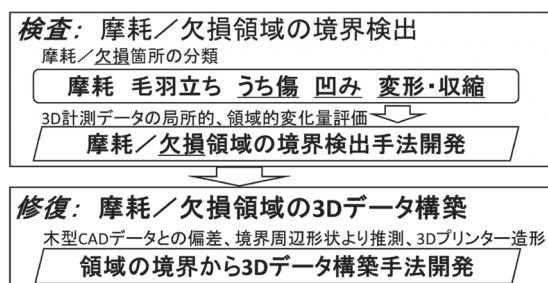 検査: 摩耗／欠損領域の境界検出
摩耗／欠損箇所の分類
摩耗 毛羽立ち うち傷 凹み 変形・収縮
3D計測データの局所的、領域的変化量評価
摩耗／欠損領域の境界検出手法開発
修復: 摩耗／欠損領域の3Dデータ構築
木型CADデータとの偏差、境界周辺形状より推測、3Dプリンター造形
領域の境界から3Dデータ構築手法開発